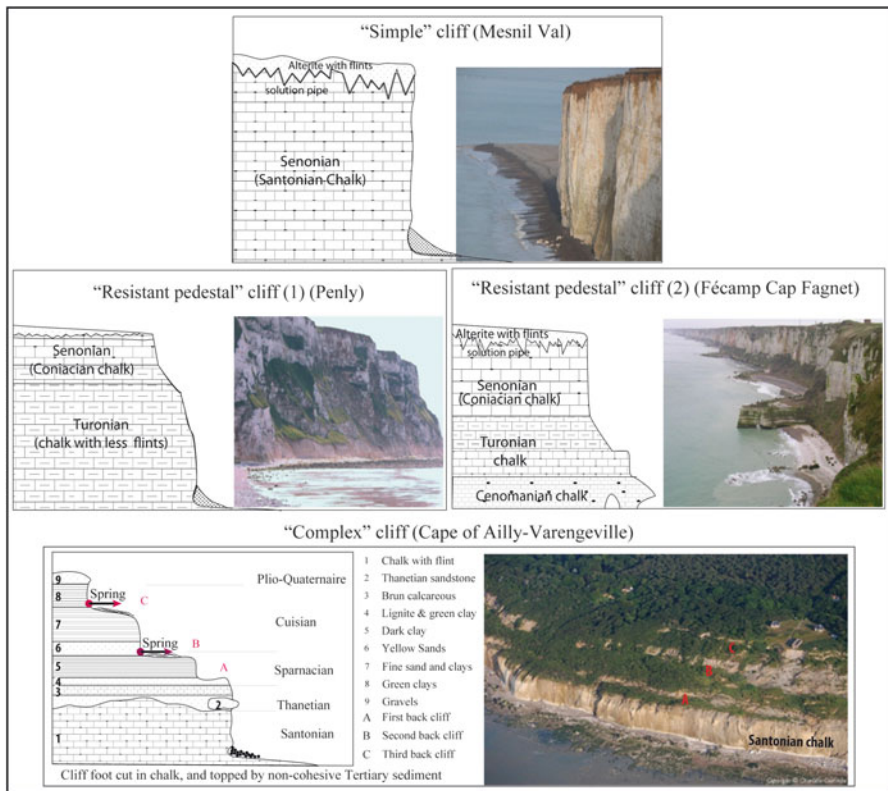 “Simple” cliff (Mesnil Val)
Alterite with flints
solution pipe
Senonian
(Santonian Chalk)
“Resistant pedestal” cliff (1) (Penly)
Senonian
(Coniacian chalk)
Turonian
(chalk with less flints)
“Resistant pedestal” cliff (2) (Fécamp Cap Fagnet)
Alterite with flints
solution pipe
Senonian
(Coniacian chalk)
Turonian
chalk
Cenomanian chalk
“Complex” cliff (Cape of Ailly-Varengeville)
9
8
7
6
5
4
3
2
1
Spring
C
Spring
B
A
Plio-Quaternaire
Cuisian
Sparnacian
Thanetian
Santonian
1 Chalk with flint
2 Thanetian sandstone
3 Brun calcareous
4 Lignite & green clay
5 Dark clay
6 Yellow Sands
7 Fine sand and clays
8 Green clays
9 Gravels
A First back cliff
B Second back cliff
C Third back cliff
Cliff foot cut in chalk, and topped by non-cohesive Tertiary sediment
C
B
Santonian chalk